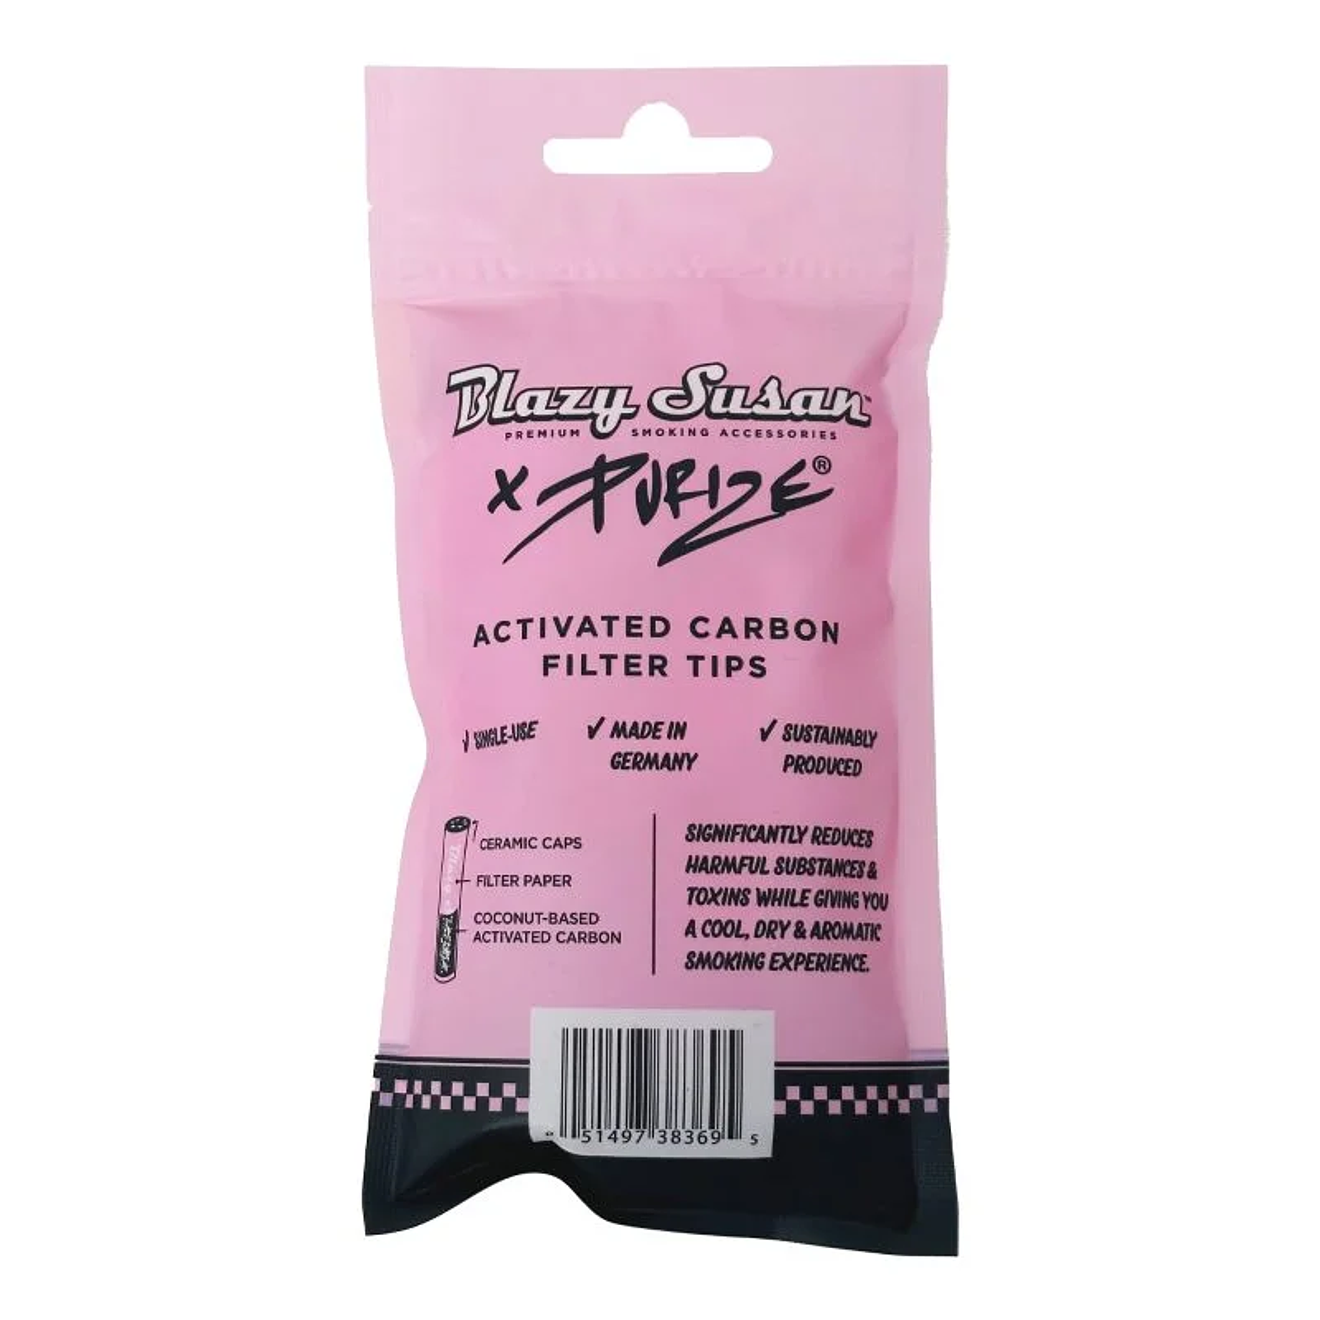 Blazy Susan™
PREMIUM SMOKING ACCESSORIES
X PURIZE®
ACTIVATED CARBON
FILTER TIPS
✓ SINGLE-USE
✓ MADE IN
GERMANY
✓ SUSTAINABLY
PRODUCED
CERAMIC CAPS
FILTER PAPER
COCONUT-BASED
ACTIVATED CARBON
SIGNIFICANTLY REDUCES
HARMFUL SUBSTANCES &
TOXINS WHILE GIVING YOU
A COOL, DRY & AROMATIC
SMOKING EXPERIENCE.
51497 38369 5